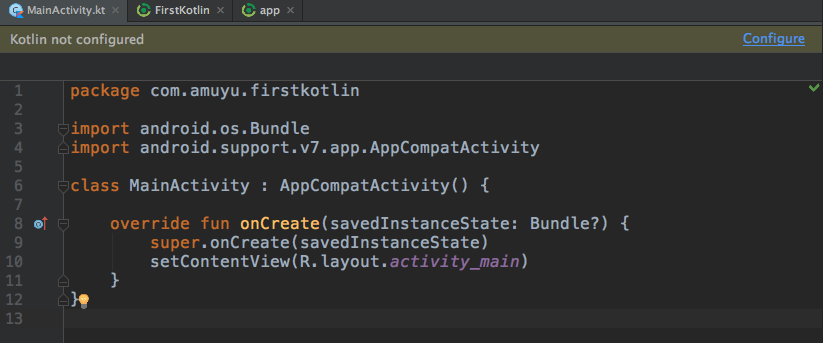 MainActivity.kt FirstKotlin app
Kotlin not configured Configure
1 package com.amuyu.firstkotlin
2
3 import android.os.Bundle
4 import android.support.v7.app.AppCompatActivity
5
6 class MainActivity : AppCompatActivity() {
7
8 override fun onCreate(savedInstanceState: Bundle?) {
9 super.onCreate(savedInstanceState)
10 setContentView(R.layout.activity_main)
11 }
12 }
13